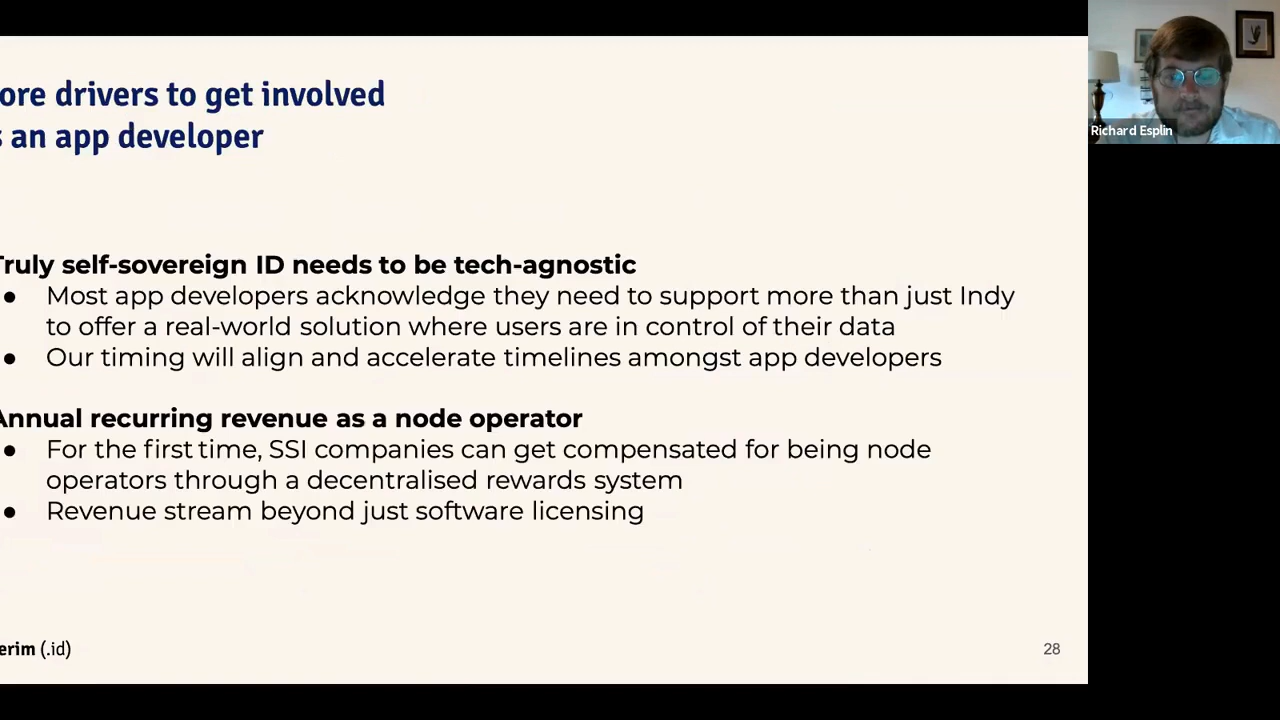 ore drivers to get involved
s an app developer
Truly self-sovereign ID needs to be tech-agnostic
● Most app developers acknowledge they need to support more than just Indy
to offer a real-world solution where users are in control of their data
● Our timing will align and accelerate timelines amongst app developers
Annual recurring revenue as a node operator
● For the first time, SSI companies can get compensated for being node
operators through a decentralised rewards system
● Revenue stream beyond just software licensing
erim (.id)
28
Richard Esplin